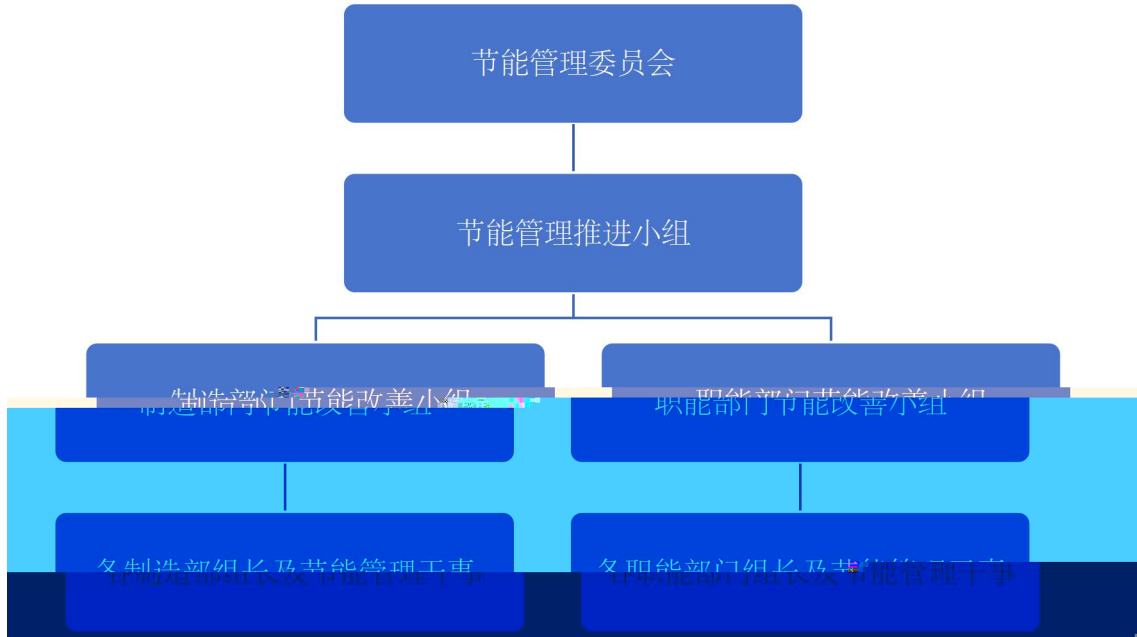 节能管理委员会
节能管理推进小组
制造部门节能改善小组
职能部门节能改善小组
各制造部组长及节能管理干事
各职能部门组长及节能管理干事